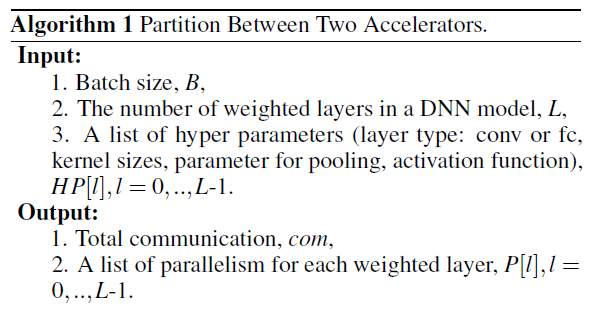 Algorithm 1 Partition Between Two Accelerators.
Input:
1. Batch size, B,
2. The number of weighted layers in a DNN model, L,
3. A list of hyper parameters (layer type: conv or fc,
kernel sizes, parameter for pooling, activation function),
HP[l],l = 0,..,L-1.
Output:
1. Total communication, com,
2. A list of parallelism for each weighted layer, P[l],l =
0,..,L-1.